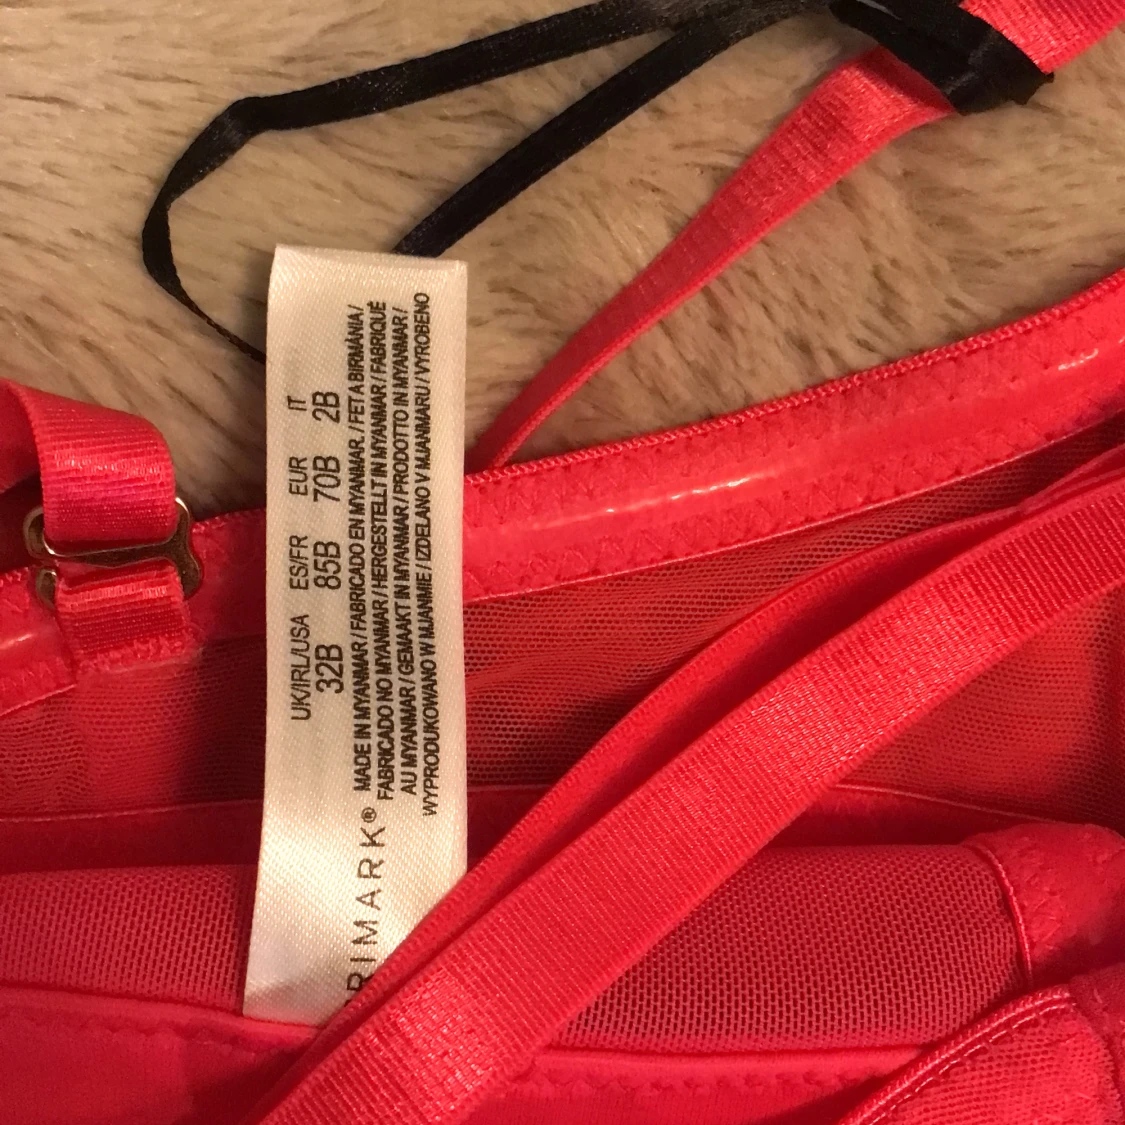 RIMARK®
UK/IRL/USA ES/FR EUR IT
32B 85B 70B 2B
MADE IN MYANMAR / FABRICADO EN MYANMAR. / FET A BIRMÀNIA /
FABRICADO NO MYANMAR / HERGESTELLT IN MYANMAR / FABRIQUÉ
AU MYANMAR / GEMAAKT IN MYANMAR / PRODOTTO IN MYANMAR /
WYPRODUKOWANO W MJANMIE / IZDELANO V MJANMARU / VYROBENO